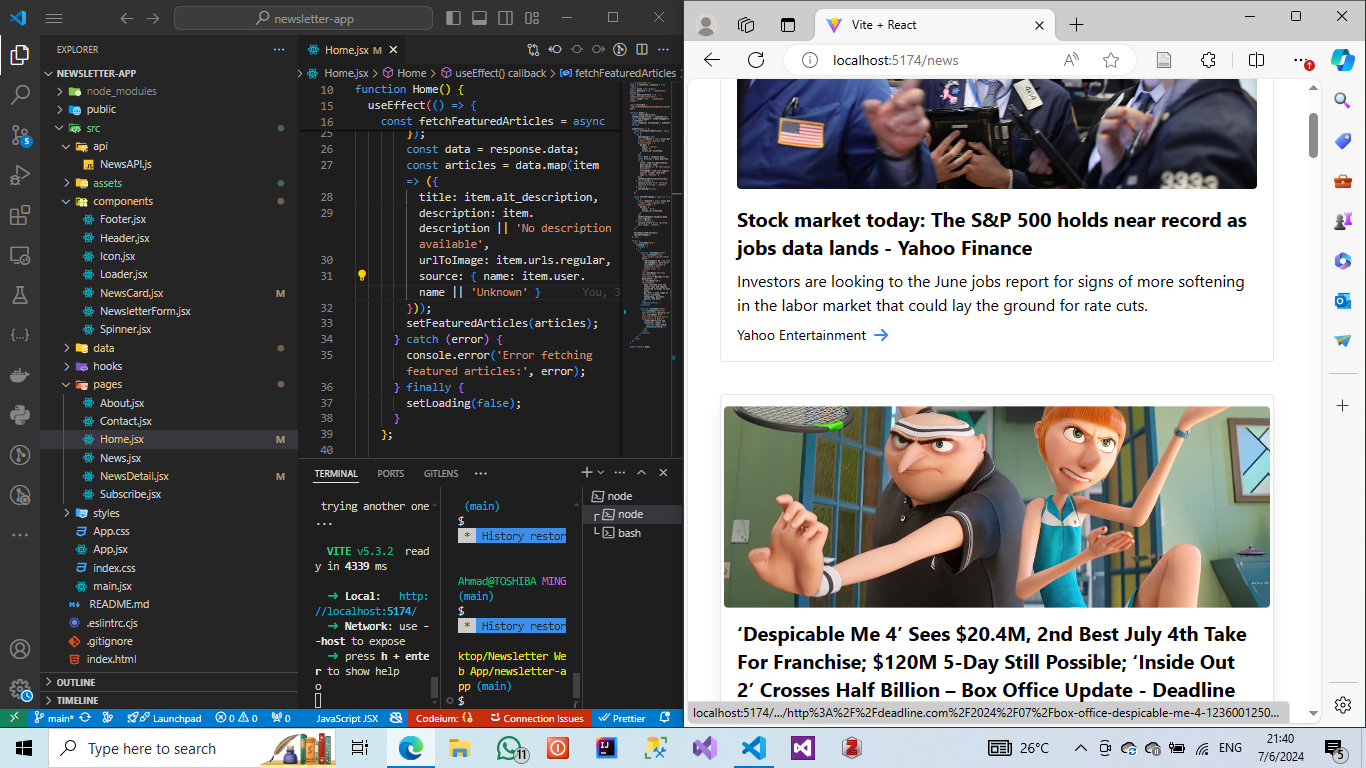 newsletter-app
EXPLORER
NEWSLETTER-APP
node_modules
public
src
api
NewsAPI.js
assets
components
Footer.jsx
Header.jsx
Icon.jsx
Loader.jsx
NewsCard.jsx M
NewsletterForm.jsx
Spinner.jsx
data
hooks
pages
About.jsx
Contact.jsx
Home.jsx M
News.jsx
NewsDetail.jsx M
Subscribe.jsx
styles
App.css
App.jsx
index.css
main.jsx
README.md
.eslintrc.cjs
.gitignore
index.html
OUTLINE
TIMELINE
5
Home.jsx M
Home.jsx > Home > useEffect() callback > fetchFeaturedArticles
10 function Home() {
15 useEffect(() => {
16 const fetchFeaturedArticles = async
25 });
26 const data = response.data;
27 const articles = data.map(item
=> ({
28 title: item.alt_description,
29 description: item.
description || 'No description
available',
30 urlToImage: item.urls.regular,
31 source: { name: item.user.
name || 'Unknown' } You, 3
32 }));
33 setFeaturedArticles(articles);
34 } catch (error) {
35 console.error('Error fetching
featured articles:', error);
36 } finally {
37 setLoading(false);
38 }
39 };
40
TERMINAL PORTS GITLENS
trying another one
...
VITE v5.3.2 read
y in 4339 ms
➜ Local: http:
//localhost:5174/
➜ Network: use -
-host to expose
➜ press h + ente
r to show help
o
(main)
$
* History restor
Ahmad@TOSHIBA MING
(main)
$
* History restor
ktop/Newsletter We
b App/newsletter-a
pp (main)
$
node
node
bash
main* Launchpad 0 0 0 JavaScript JSX Codeium: {} Connection Issues Prettier
Vite + React
localhost:5174/news
Stock market today: The S&P 500 holds near record as
jobs data lands - Yahoo Finance
Investors are looking to the June jobs report for signs of more softening
in the labor market that could lay the ground for rate cuts.
Yahoo Entertainment
‘Despicable Me 4’ Sees $20.4M, 2nd Best July 4th Take
For Franchise; $120M 5-Day Still Possible; ‘Inside Out
2’ Crosses Half Billion – Box Office Update - Deadline
localhost:5174/.../http%3A%2F%2Fdeadline.com%2F2024%2F07%2Fbox-office-despicable-me-4-1236001250...
Type here to search
11
26°C
ENG
21:40
7/6/2024
5